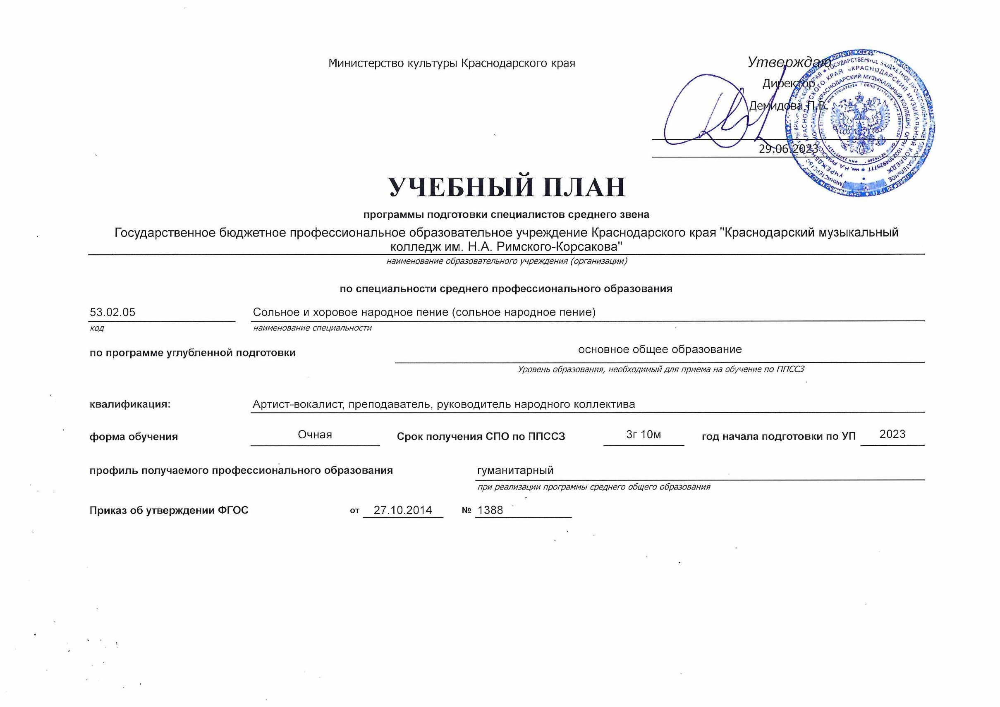 Министерство культуры Краснодарского края
Утверждаю
Директор
Демидова П.В.
29.06.2023
УЧЕБНЫЙ ПЛАН
программы подготовки специалистов среднего звена
Государственное бюджетное профессиональное образовательное учреждение Краснодарского края "Краснодарский музыкальный
колледж им. Н.А. Римского-Корсакова"
наименование образовательного учреждения (организации)
по специальности среднего профессионального образования
53.02.05 Сольное и хоровое народное пение (сольное народное пение)
код наименование специальности
по программе углубленной подготовки основное общее образование
Уровень образования, необходимый для приема на обучение по ППССЗ
квалификация: Артист-вокалист, преподаватель, руководитель народного коллектива
форма обучения Очная Срок получения СПО по ППССЗ 3г 10м год начала подготовки по УП 2023
профиль получаемого профессионального образования гуманитарный
при реализации программы среднего общего образования
Приказ об утверждении ФГОС от 27.10.2014 № 1388